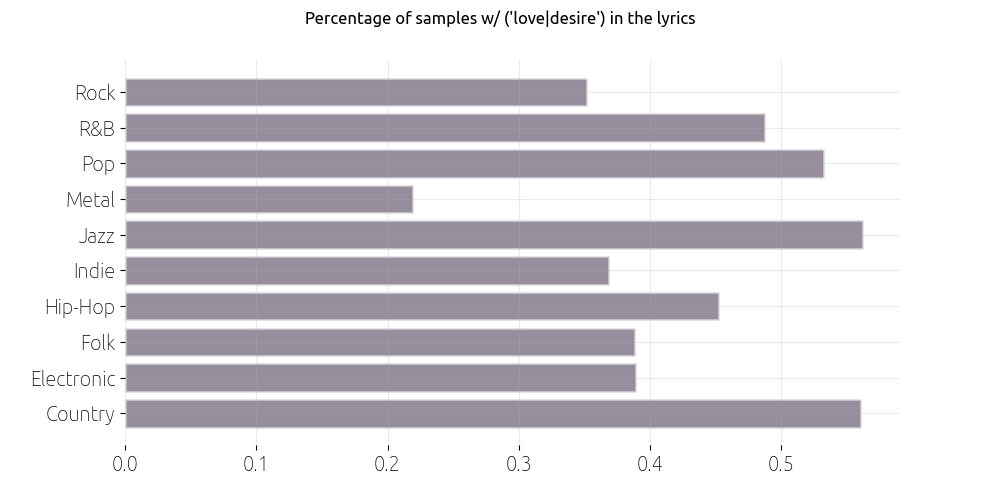 Percentage of samples w/ ('love|desire') in the lyrics
Rock
R&B
Pop
Metal
Jazz
Indie
Hip-Hop
Folk
Electronic
Country
0.0 0.1 0.2 0.3 0.4 0.5